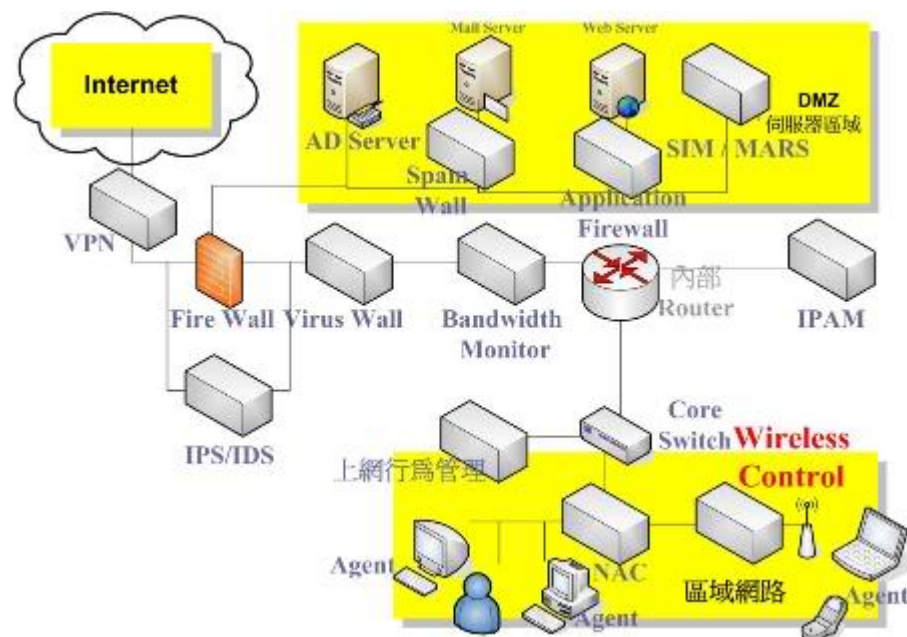 Internet
Mail Server
Web Server
AD Server
Spam
Wall
Application
Firewall
SIM / MARS
DMZ
伺服器區域
VPN
Fire Wall
Virus Wall
Bandwidth
Monitor
內部
Router
IPAM
IPS/IDS
Core
Switch
Wireless
Control
上網行為管理
Agent
Agent
NAC
區域網路
Agent